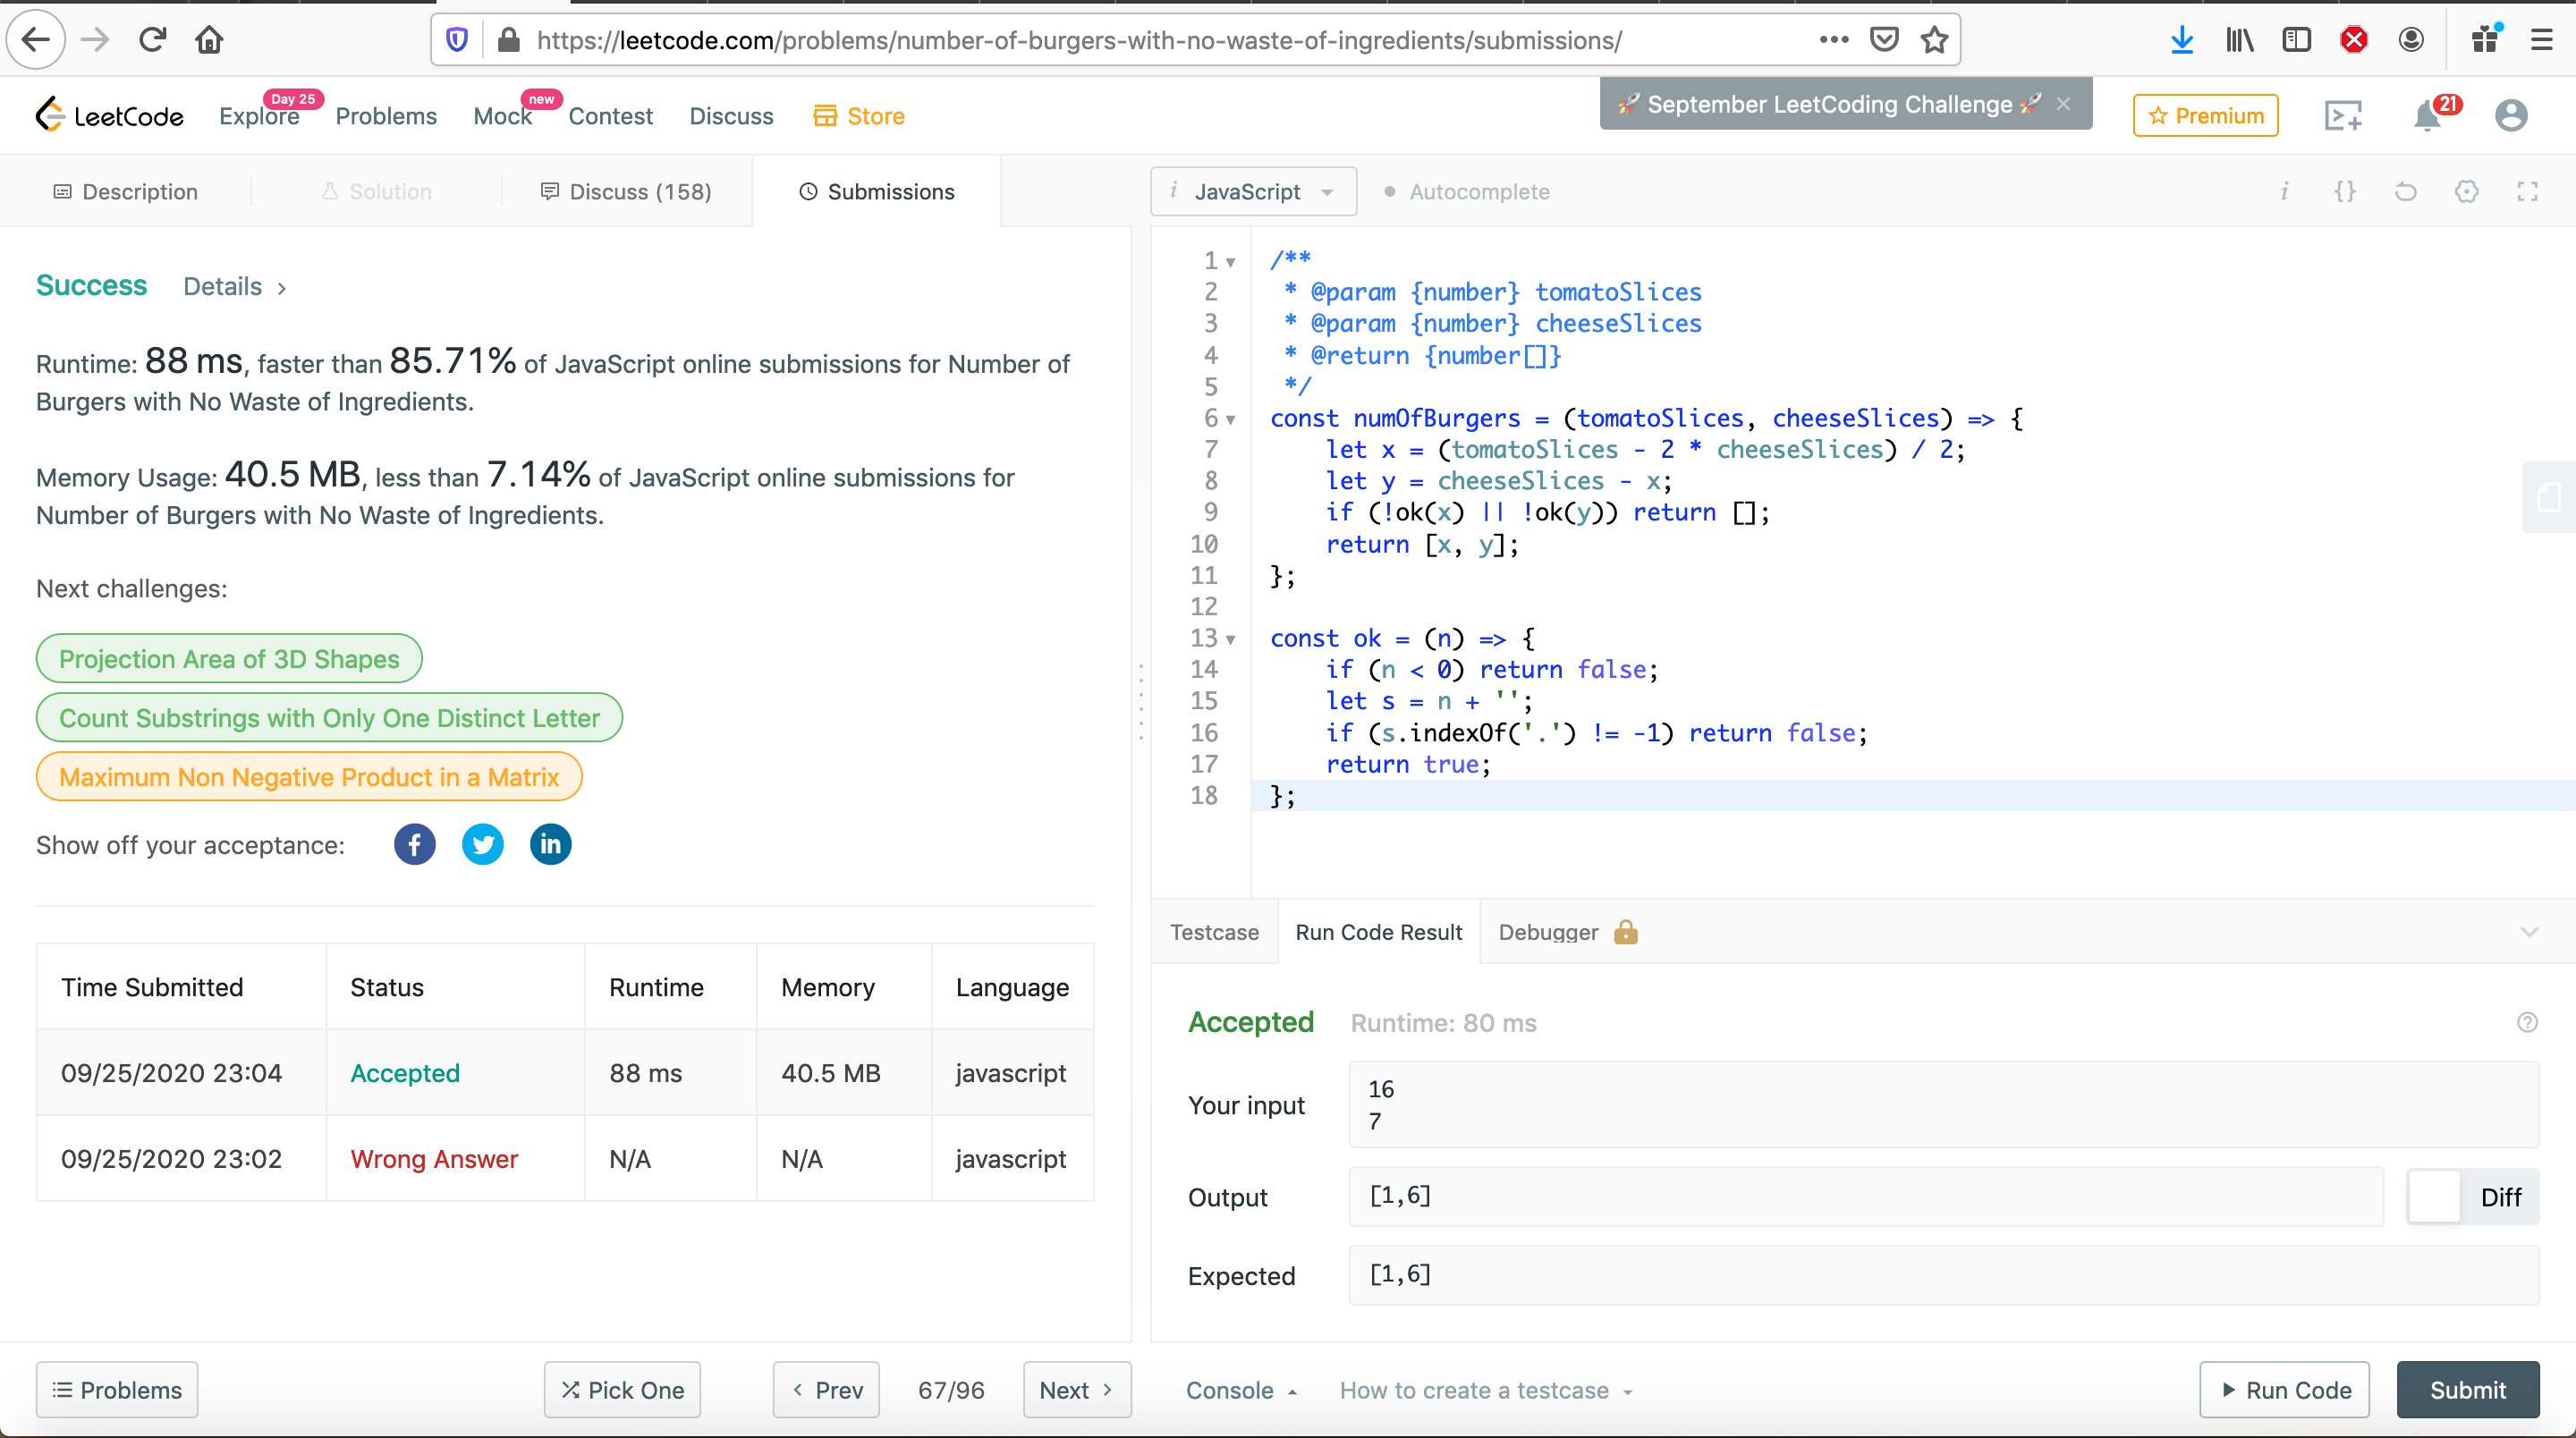 https://leetcode.com/problems/number-of-burgers-with-no-waste-of-ingredients/submissions/
LeetCode
Explore
Day 25
Problems
Mock
new
Contest
Discuss
Store
🚀 September LeetCoding Challenge 🚀 ×
Premium
21
Description
Solution
Discuss (158)
Submissions
i JavaScript
Autocomplete
i {}
Success Details >
Runtime: 88 ms, faster than 85.71% of JavaScript online submissions for Number of
Burgers with No Waste of Ingredients.
Memory Usage: 40.5 MB, less than 7.14% of JavaScript online submissions for
Number of Burgers with No Waste of Ingredients.
Next challenges:
Projection Area of 3D Shapes
Count Substrings with Only One Distinct Letter
Maximum Non Negative Product in a Matrix
Show off your acceptance: f in
Time Submitted Status Runtime Memory Language
09/25/2020 23:04 Accepted 88 ms 40.5 MB javascript
09/25/2020 23:02 Wrong Answer N/A N/A javascript
1 /**
2  * @param {number} tomatoSlices
3  * @param {number} cheeseSlices
4  * @return {number[]}
5  */
6 const numOfBurgers = (tomatoSlices, cheeseSlices) => {
7     let x = (tomatoSlices - 2 * cheeseSlices) / 2;
8     let y = cheeseSlices - x;
9     if (!ok(x) || !ok(y)) return [];
10     return [x, y];
11 };
12
13 const ok = (n) => {
14     if (n < 0) return false;
15     let s = n + '';
16     if (s.indexOf('.') != -1) return false;
17     return true;
18 };
Testcase Run Code Result Debugger
Accepted Runtime: 80 ms
Your input
16
7
Output [1,6] Diff
Expected [1,6]
Problems Pick One < Prev 67/96 Next > Console How to create a testcase Run Code Submit